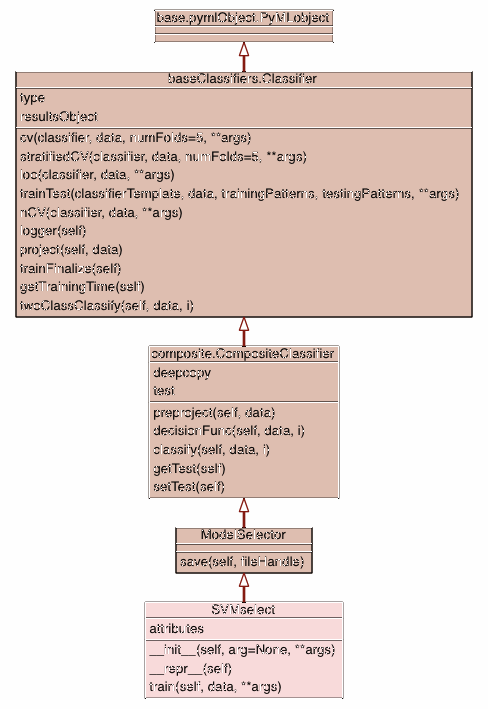 base.pymlObject.PyMLobject
baseClassifiers.Classifier
type
resultsObject
cv(classifier, data, numFolds=5, **args)
stratifiedCV(classifier, data, numFolds=5, **args)
loo(classifer, data, **args)
trainTest(classifierTemplate, data, trainingPatterns, testingPatterns, **args)
nCV(classifier, data, **args)
logger(self)
project(self, data)
trainFinalize(self)
getTrainingTime(self)
twoClassClassify(self, data, i)
composite.CompositeClassifier
deepcopy
test
preproject(self, data)
decisionFunc(self, data, i)
classify(self, data, i)
getTest(self)
setTest(self)
ModelSelector
save(self, fileHandle)
SVMselect
attributes
__init__(self, arg=None, **args)
__repr__(self)
train(self, data, **args)